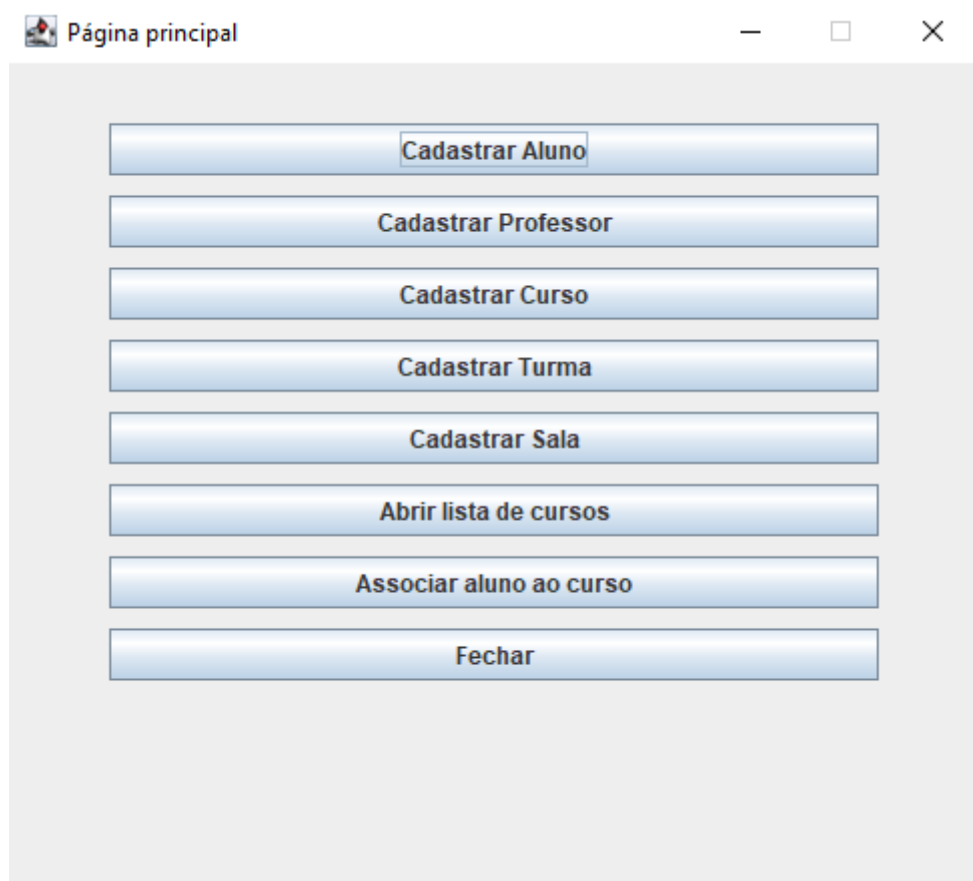 Página principal
Cadastrar Aluno
Cadastrar Professor
Cadastrar Curso
Cadastrar Turma
Cadastrar Sala
Abrir lista de cursos
Associar aluno ao curso
Fechar